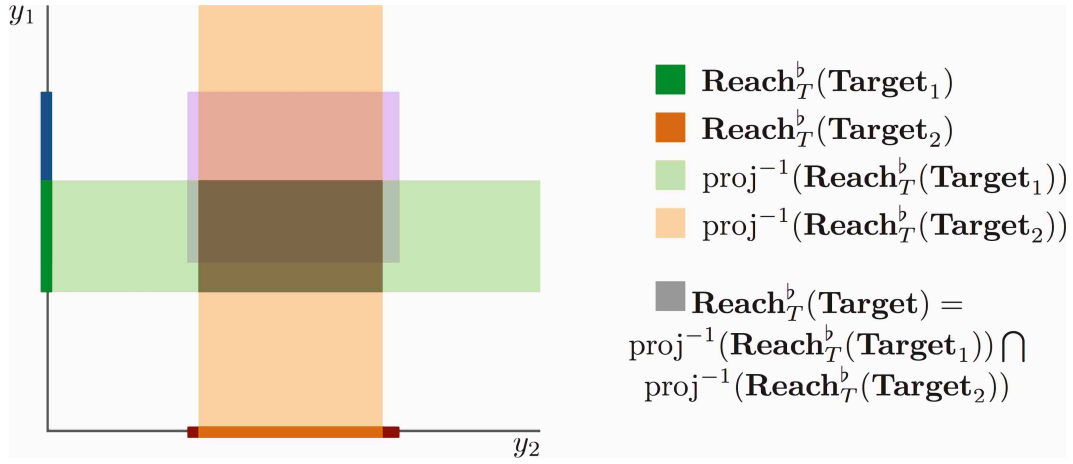 y₁
y₂
Reach♭T(Target₁)
Reach♭T(Target₂)
proj⁻¹(Reach♭T(Target₁))
proj⁻¹(Reach♭T(Target₂))
Reach♭T(Target) =
proj⁻¹(Reach♭T(Target₁)) ⋂
proj⁻¹(Reach♭T(Target₂))